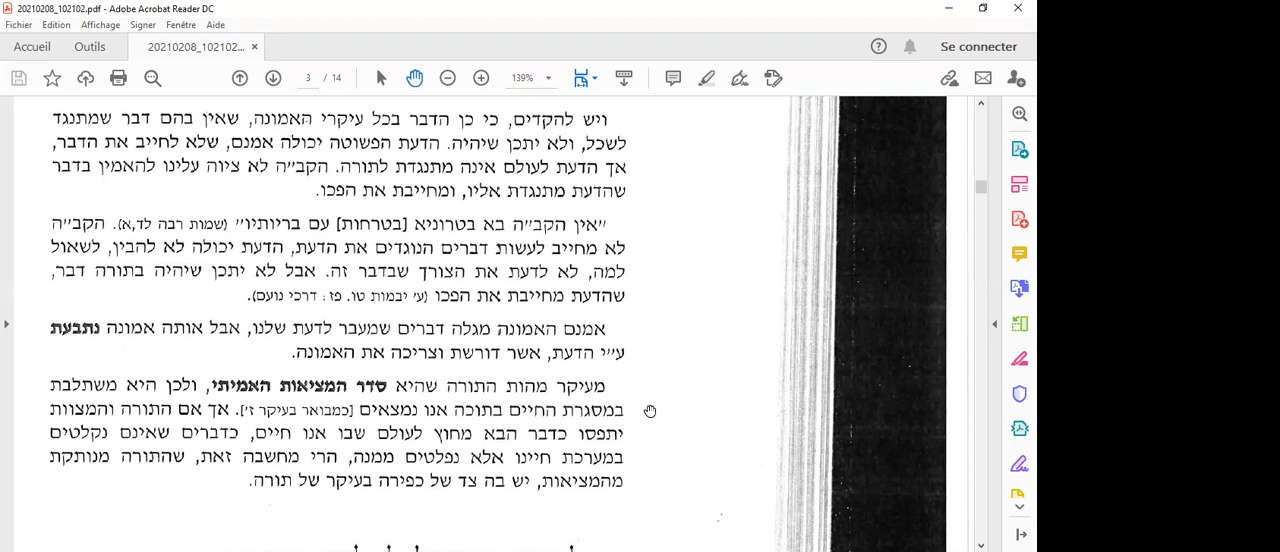 20210208_102102.pdf - Adobe Acrobat Reader DC
Fichier Edition Affichage Signer Fenêtre Aide
Accueil Outils 20210208_102102... × Se connecter
3 / 14 139%
ויש להקדים, כי כן הדבר בכל עיקרי האמונה, שאין בהם דבר שמתנגד
לשכל, ולא יתכן שיהיה. הדעת הפשוטה יכולה אמנם, שלא לחייב את הדבר,
אך הדעת לעולם אינה מתנגדת לתורה. הקב״ה לא ציוה עלינו להאמין בדבר
שהדעת מתנגדת אליו, ומחייבת את הפכו.
״אין הקב״ה בא בטרוניא [בטרחות] עם בריותיו״ (שמות רבה לד,א). הקב״ה
לא מחייב לעשות דברים הנוגדים את הדעת, הדעת יכולה לא להבין, לשאול
למה, לא לדעת את הצורך שבדבר זה. אבל לא יתכן שיהיה בתורה דבר,
שהדעת מחייבת את הפכו (ע׳ יבמות טו. פז: דרכי נועם).
אמנם האמונה מגלה דברים שמעבר לדעת שלנו, אבל אותה אמונה נתבעת
ע״י הדעת, אשר דורשת וצריכה את האמונה.
מעיקר מהות התורה שהיא סדר המציאות האמיתי, ולכן היא משתלבת
במסגרת החיים בתוכה אנו נמצאים [כמבואר בעיקר ז׳]. אך אם התורה והמצוות
יתפסו כדבר הבא מחוץ לעולם שבו אנו חיים, כדברים שאינם נקלטים
במערכת חיינו אלא נפלטים ממנה, הרי מחשבה זאת, שהתורה מנותקת
מהמציאות, יש בה צד של כפירה בעיקר של תורה.